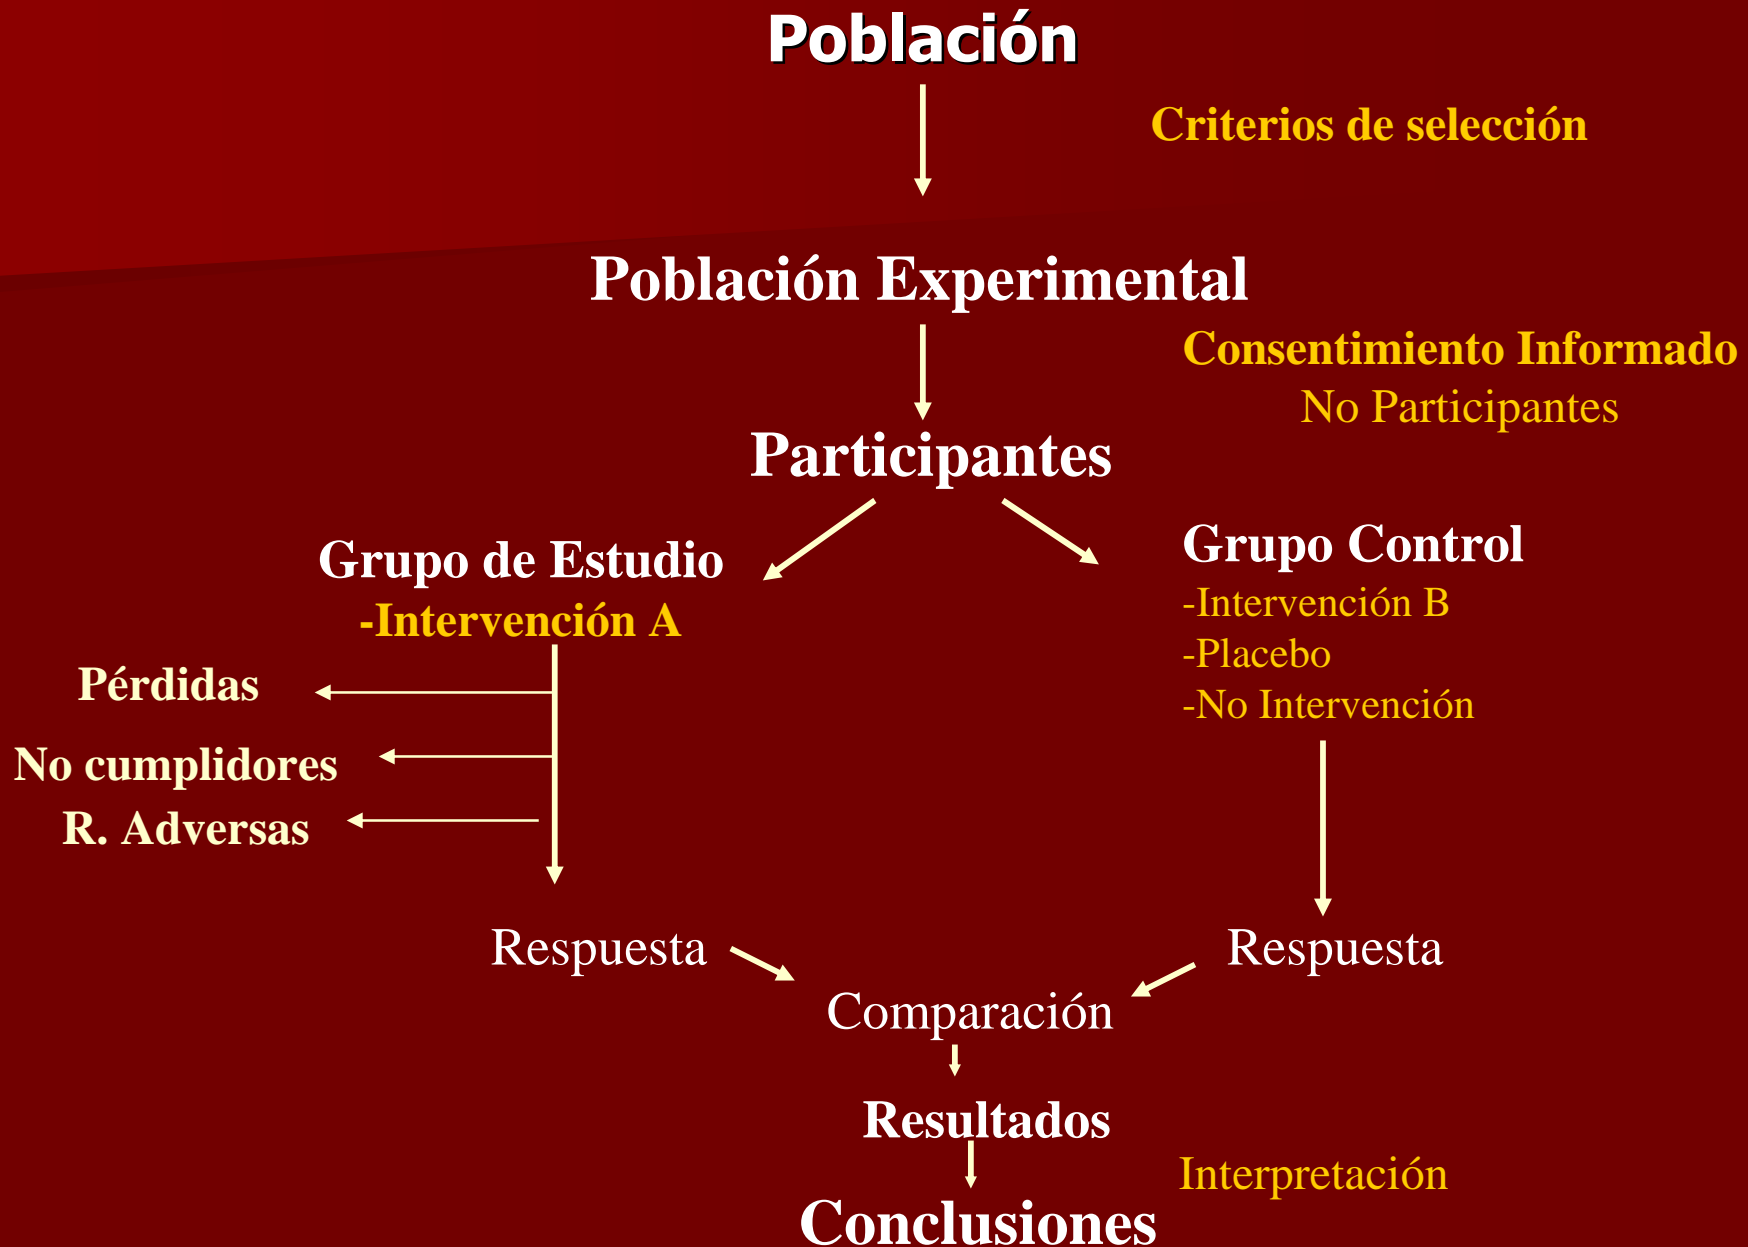 Población
Criterios de selección
Población Experimental
Consentimiento Informado
No Participantes
Participantes
Grupo de Estudio
-Intervención A
Grupo Control
-Intervención B
-Placebo
-No Intervención
Pérdidas
No cumplidores
R. Adversas
Respuesta
Respuesta
Comparación
Resultados
Interpretación
Conclusiones